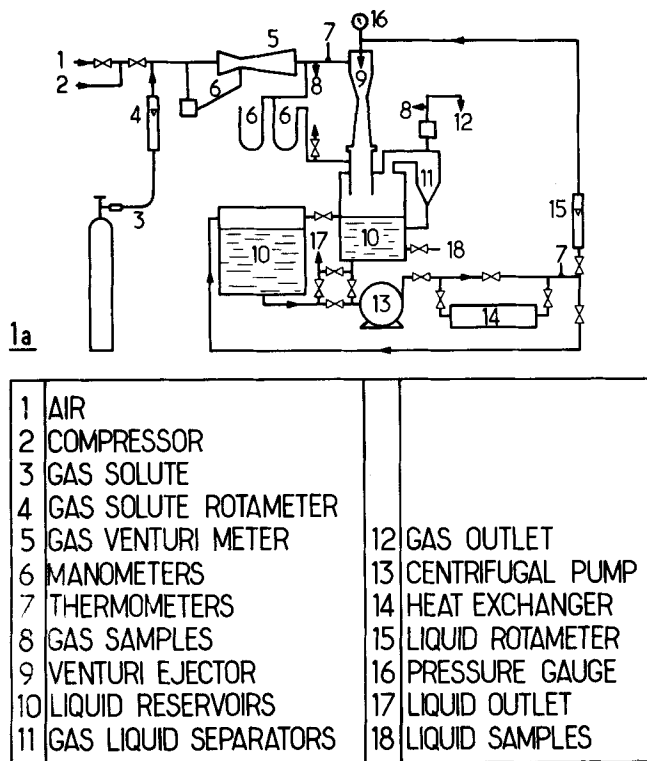 16
1
2
5
7
6
8
9
8
12
4
6
6
11
3
10
17
10
18
15
7
13
14
1a
1 AIR
2 COMPRESSOR
3 GAS SOLUTE
4 GAS SOLUTE ROTAMETER
5 GAS VENTURI METER
6 MANOMETERS
7 THERMOMETERS
8 GAS SAMPLES
9 VENTURI EJECTOR
10 LIQUID RESERVOIRS
11 GAS LIQUID SEPARATORS
12 GAS OUTLET
13 CENTRIFUGAL PUMP
14 HEAT EXCHANGER
15 LIQUID ROTAMETER
16 PRESSURE GAUGE
17 LIQUID OUTLET
18 LIQUID SAMPLES